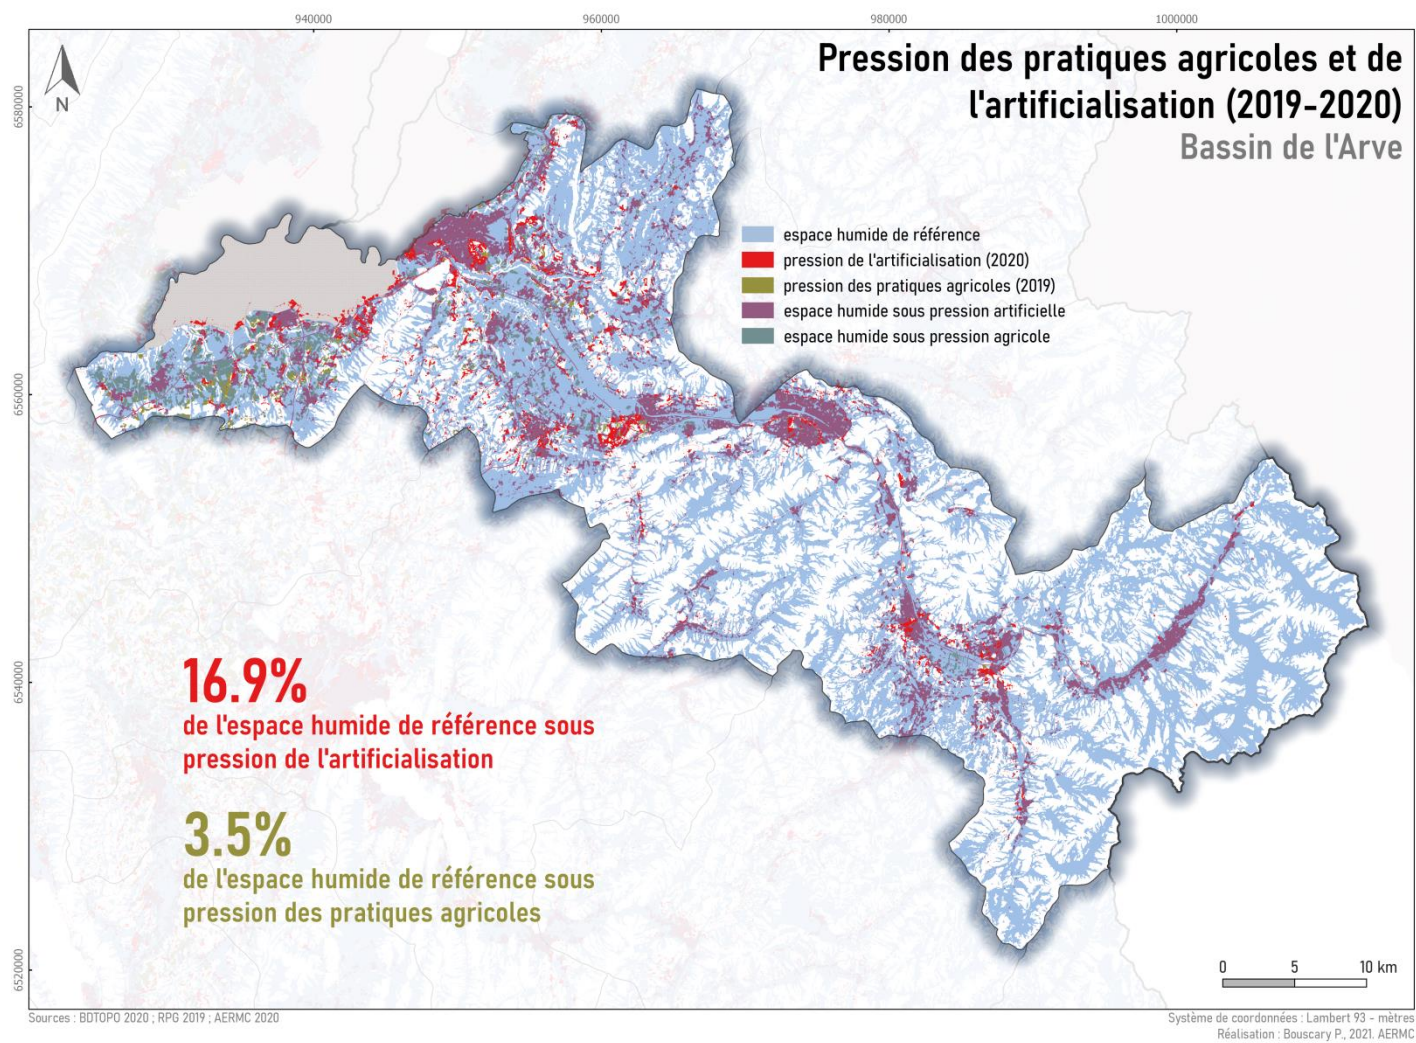 940000
960000
980000
1000000
Pression des pratiques agricoles et de
l'artificialisation (2019-2020)
Bassin de l'Arve
N
6580000
6560000
6540000
6520000
espace humide de référence
pression de l'artificialisation (2020)
pression des pratiques agricoles (2019)
espace humide sous pression artificielle
espace humide sous pression agricole
16.9%
de l'espace humide de référence sous
pression de l'artificialisation
3.5%
de l'espace humide de référence sous
pression des pratiques agricoles
0 5 10 km
Sources : BDTOPO 2020 ; RPG 2019 ; AERMC 2020
Système de coordonnées : Lambert 93 - mètres
Réalisation : Bouscary P., 2021. AERMC